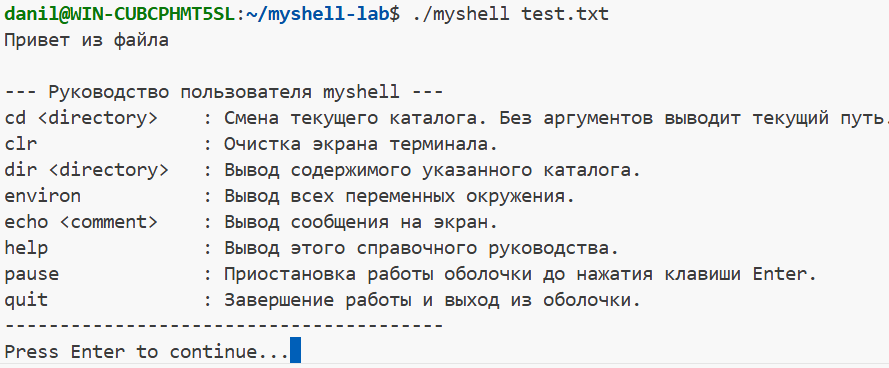 danil@WIN-CUBCPHMT5SL:~/myshell-lab$ ./myshell test.txt
Привет из файла
--- Руководство пользователя myshell ---
cd <directory>    : Смена текущего каталога. Без аргументов выводит текущий путь.
clr               : Очистка экрана терминала.
dir <directory>   : Вывод содержимого указанного каталога.
environ           : Вывод всех переменных окружения.
echo <comment>    : Вывод сообщения на экран.
help              : Вывод этого справочного руководства.
pause             : Приостановка работы оболочки до нажатия клавиши Enter.
quit              : Завершение работы и выход из оболочки.
----------------------------------------
Press Enter to continue...